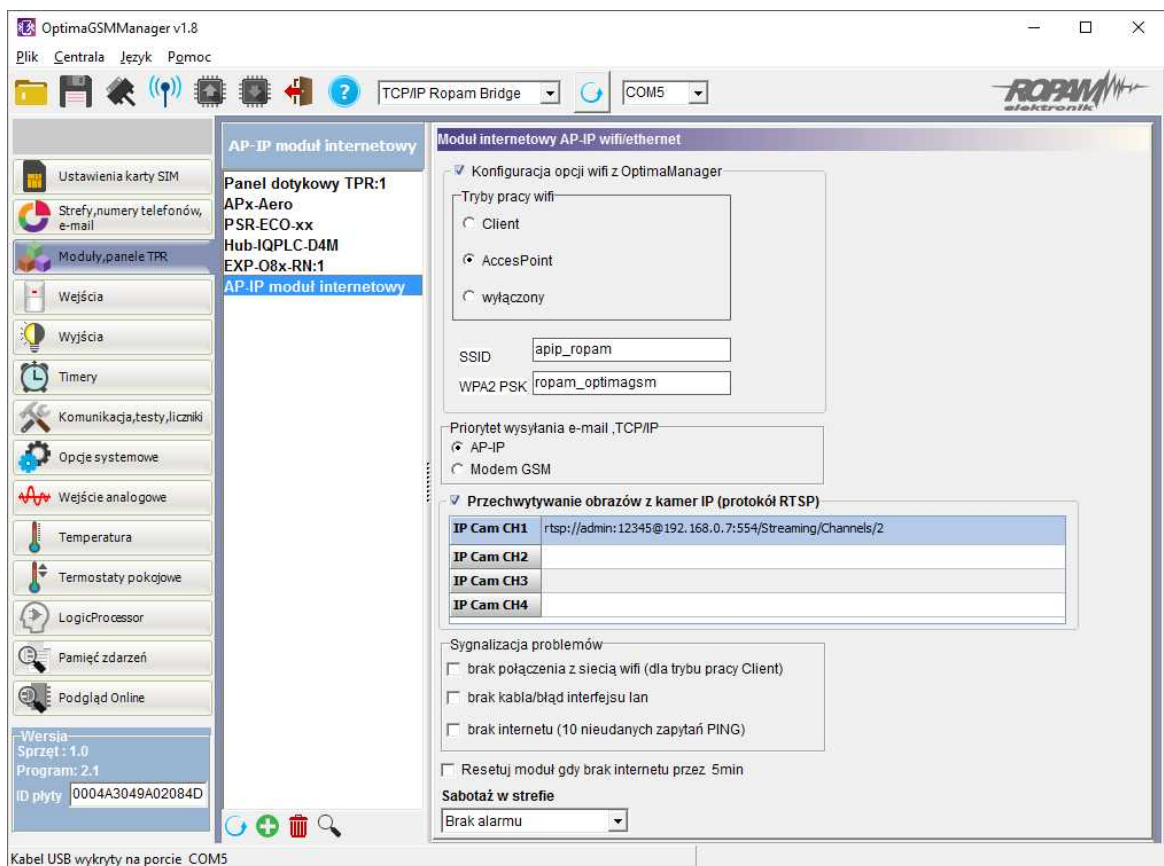 OptimaGSMManager v1.8
Plik Centrala Język Pomoc
TCP/IP Ropam Bridge
COM5
ROPAM
elektronik
Ustawienia karty SIM
Strefy,numery telefonów,
e-mail
Moduły,panele TPR
Wejścia
Wyjścia
Timery
Komunikacja,testy,liczniki
Opcje systemowe
Wejście analogowe
Temperatura
Termostaty pokojowe
LogicProcessor
Pamięć zdarzeń
Podgląd Online
Wersja
Sprzęt : 1.0
Program: 2.1
ID płyty 0004A3049A02084D
AP-IP moduł internetowy
Panel dotykowy TPR:1
APx-Aero
PSR-ECO-xx
Hub-IQPLC-D4M
EXP-O8x-RN:1
AP-IP moduł internetowy
Moduł internetowy AP-IP wifi/ethernet
Konfiguracja opcji wifi z OptimaManager
Tryby pracy wifi
Client
AccesPoint
wyłączony
SSID apip_ropam
WPA2 PSK ropam_optimagsm
Priorytet wysyłania e-mail ,TCP/IP
AP-IP
Modem GSM
Przechwytywanie obrazów z kamer IP (protokół RTSP)
IP Cam CH1 rtsp://admin:12345@192.168.0.7:554/Streaming/Channels/2
IP Cam CH2
IP Cam CH3
IP Cam CH4
Sygnalizacja problemów
brak połączenia z siecią wifi (dla trybu pracy Client)
brak kabla/błąd interfejsu lan
brak internetu (10 nieudanych zapytań PING)
Resetuj moduł gdy brak internetu przez 5min
Sabotaż w strefie
Brak alarmu
Kabel USB wykryty na porcie COM5